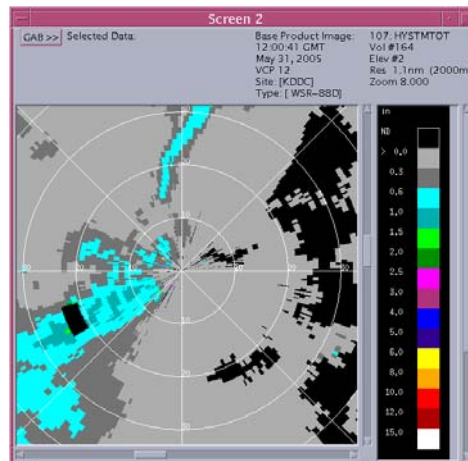 Screen 2
GAB >> Selected Data:
Base Product Image:
12:00:41 GMT
May 31, 2005
VCP 12
Site: [KDDC]
Type: [ WSR-88D]
107: HYSTMTOT
Vol #164
Elev #2
Res 1.1nm (2000m
Zoom 8.000
in
ND
> 0.0
0.3
0.6
1.0
1.5
2.0
2.5
3.0
4.0
5.0
6.0
8.0
10.0
12.0
15.0
10
20
30